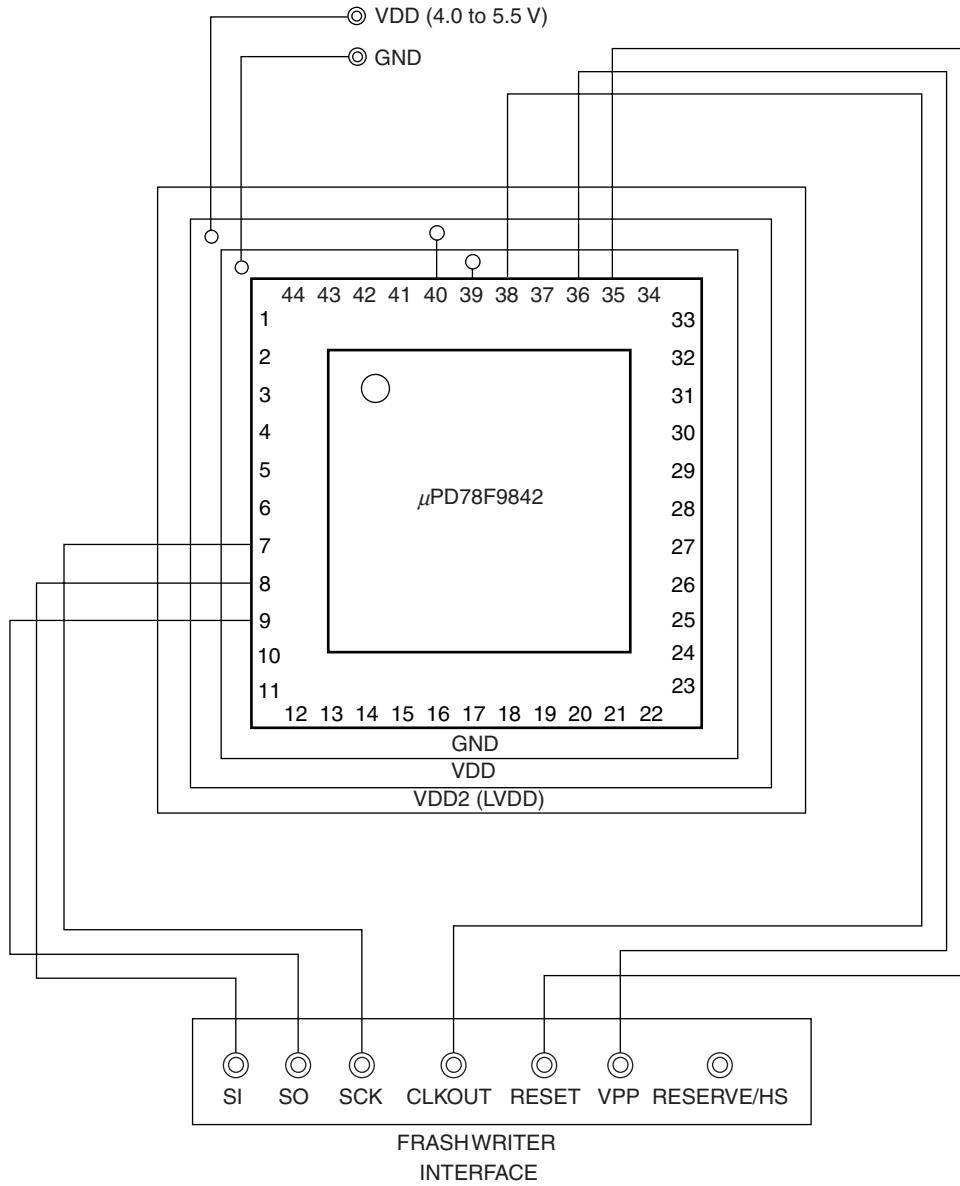 VDD (4.0 to 5.5 V)
GND
44 43 42 41 40 39 38 37 36 35 34
1 33
2 32
3 31
4 30
5 29
μPD78F9842
6 28
7 27
8 26
9 25
10 24
11 23
12 13 14 15 16 17 18 19 20 21 22
GND
VDD
VDD2 (LVDD)
SI SO SCK CLKOUT RESET VPP RESERVE/HS
FRASHWRITER
INTERFACE